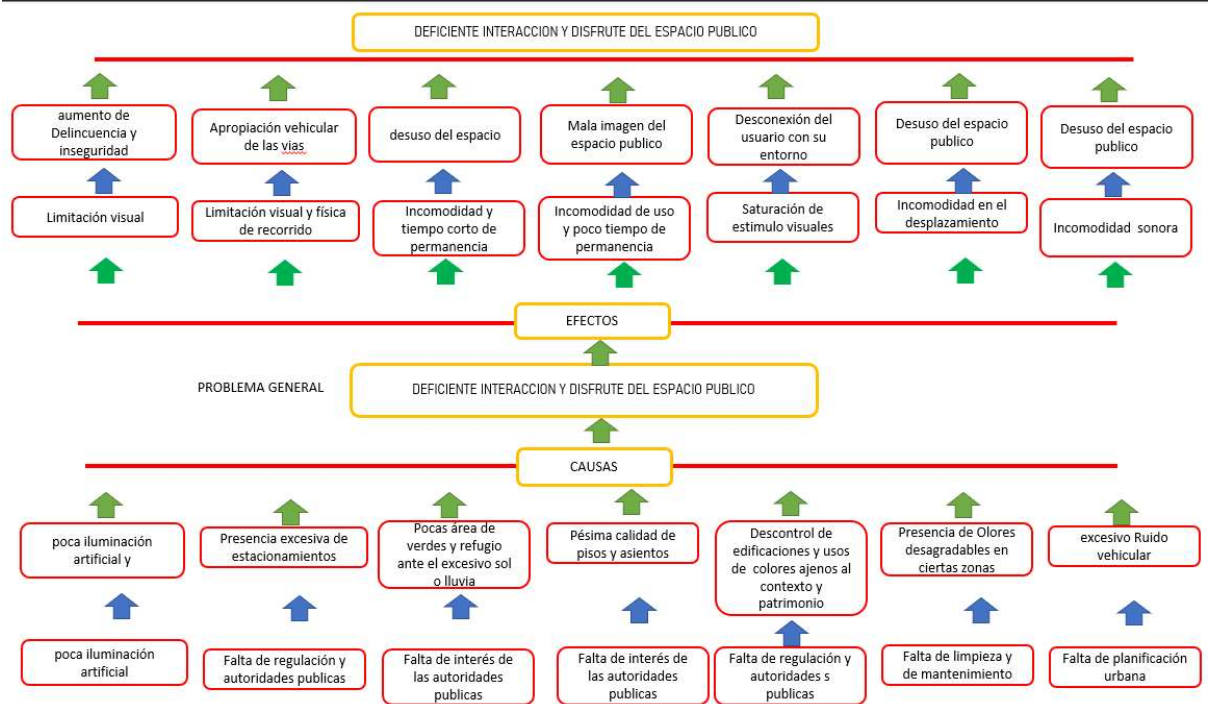 DEFICIENTE INTERACCION Y DISFRUTE DEL ESPACIO PUBLICO
aumento de
Delincuencia y
inseguridad
Apropiación vehicular
de las vias
desuso del espacio
Mala imagen del
espacio publico
Desconexión del
usuario con su
entorno
Desuso del espacio
publico
Desuso del espacio
publico
Limitación visual
Limitación visual y física
de recorrido
Incomodidad y
tiempo corto de
permanencia
Incomodidad de uso
y poco tiempo de
permanencia
Saturación de
estimulo visuales
Incomodidad en el
desplazamiento
Incomodidad sonora
EFECTOS
PROBLEMA GENERAL
DEFICIENTE INTERACCION Y DISFRUTE DEL ESPACIO PUBLICO
CAUSAS
poca iluminación
artificial y
Presencia excesiva de
estacionamientos
Pocas área de
verdes y refugio
ante el excesivo sol
o lluvia
Pésima calidad de
pisos y asientos
Descontrol de
edificaciones y usos
de colores ajenos al
contexto y
patrimonio
Presencia de Olores
desagradables en
ciertas zonas
excesivo Ruido
vehicular
poca iluminación
artificial
Falta de regulación y
autoridades publicas
Falta de interés de
las autoridades
publicas
Falta de interés de
las autoridades
publicas
Falta de regulación y
autoridades s
publicas
Falta de limpieza y
de mantenimiento
Falta de planificación
urbana